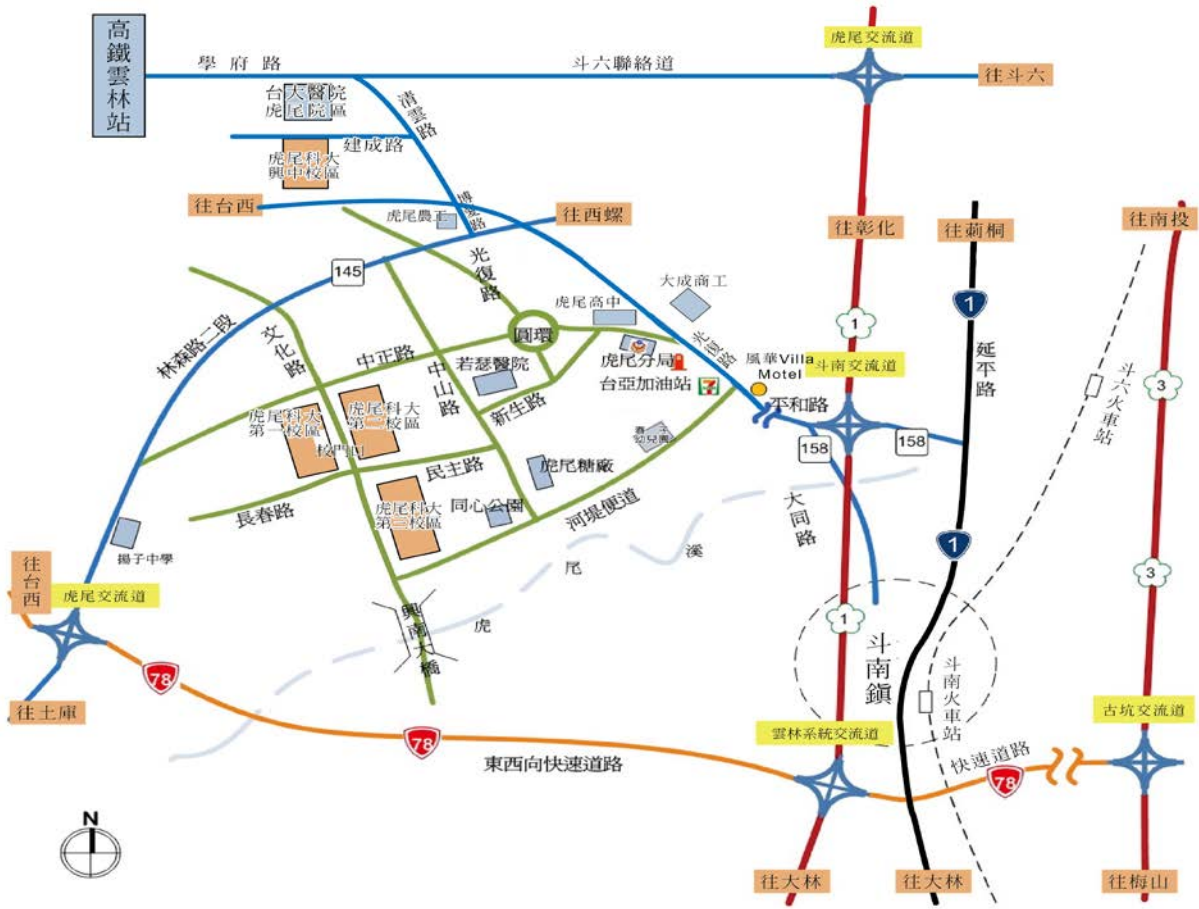 高鐵雲林站
學府路
斗六聯絡道
虎尾交流道
往斗六
台大醫院
虎尾院區
清雲路
建成路
虎尾科大
興中校區
往台西
虎尾農工
博愛路
往西螺
往彰化
往莿桐
往南投
145
光復路
大成商工
1
虎尾高中
1
林森路二段
文化路
圓環
中正路
中山路
若瑟醫院
虎尾分局
光復路
風華Villa
Motel
斗南交流道
延平路
斗六火車站
3
台亞加油站
7
ELEVEN
新生路
平和路
虎尾科大
第一校區
校門口
虎尾科大
第二校區
幼兒園
158
158
民主路
虎尾糖廠
長春路
虎尾科大
第三校區
同心公園
河堤便道
大同路
揚子中學
虎尾溪
1
3
往台西
虎尾交流道
興南大橋
1
斗南鎮
斗南火車站
78
往土庫
78
東西向快速道路
雲林系統交流道
古坑交流道
快速道路
78
N
往大林
往大林
往梅山